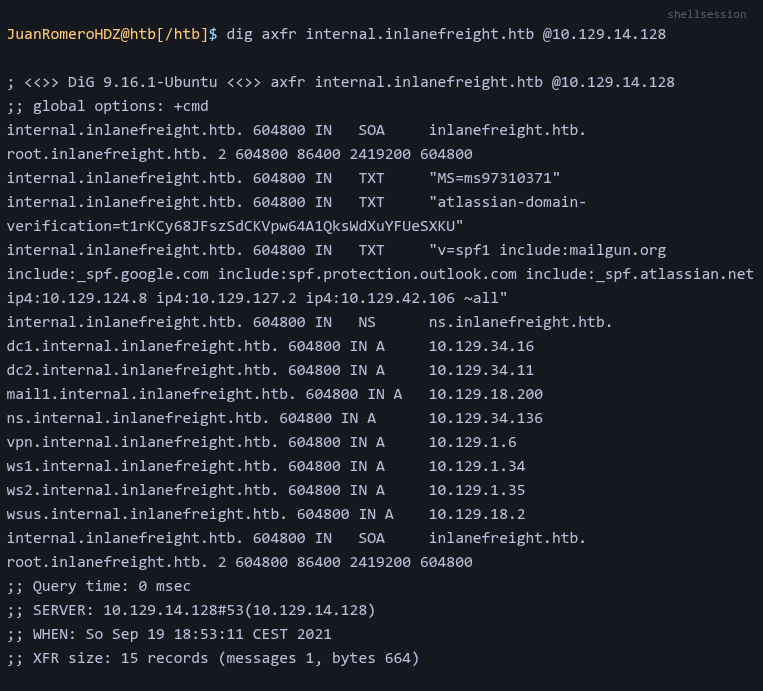 shellsession
JuanRomeroHDZ@htb[/htb]$ dig axfr internal.inlanefreight.htb @10.129.14.128
; <<>> DiG 9.16.1-Ubuntu <<>> axfr internal.inlanefreight.htb @10.129.14.128
;; global options: +cmd
internal.inlanefreight.htb. 604800 IN   SOA     inlanefreight.htb.
root.inlanefreight.htb. 2 604800 86400 2419200 604800
internal.inlanefreight.htb. 604800 IN   TXT     "MS=ms97310371"
internal.inlanefreight.htb. 604800 IN   TXT     "atlassian-domain-
verification=t1rKCy68JFszSdCKVpw64A1QksWdXuYFUeSXKU"
internal.inlanefreight.htb. 604800 IN   TXT     "v=spf1 include:mailgun.org
include:_spf.google.com include:spf.protection.outlook.com include:_spf.atlassian.net
ip4:10.129.124.8 ip4:10.129.127.2 ip4:10.129.42.106 ~all"
internal.inlanefreight.htb. 604800 IN   NS      ns.inlanefreight.htb.
dc1.internal.inlanefreight.htb. 604800 IN A     10.129.34.16
dc2.internal.inlanefreight.htb. 604800 IN A     10.129.34.11
mail1.internal.inlanefreight.htb. 604800 IN A   10.129.18.200
ns.internal.inlanefreight.htb. 604800 IN A      10.129.34.136
vpn.internal.inlanefreight.htb. 604800 IN A     10.129.1.6
ws1.internal.inlanefreight.htb. 604800 IN A     10.129.1.34
ws2.internal.inlanefreight.htb. 604800 IN A     10.129.1.35
wsus.internal.inlanefreight.htb. 604800 IN A    10.129.18.2
internal.inlanefreight.htb. 604800 IN   SOA     inlanefreight.htb.
root.inlanefreight.htb. 2 604800 86400 2419200 604800
;; Query time: 0 msec
;; SERVER: 10.129.14.128#53(10.129.14.128)
;; WHEN: So Sep 19 18:53:11 CEST 2021
;; XFR size: 15 records (messages 1, bytes 664)